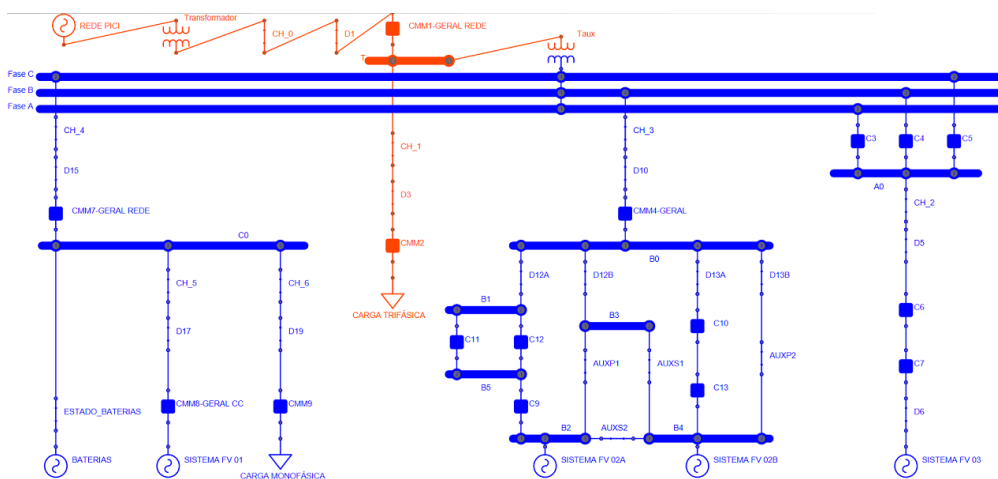 REDE PICI
Transformador
CH_0
D1
CMM1-GERAL REDE
Taux
T
Fase C
Fase B
Fase A
CH_4
CH_1
CH_3
C3
C4
C5
D15
D3
D10
A0
CH_2
CMM7-GERAL REDE
CMM4-GERAL
C0
CMM2
D5
B0
CH_5
CH_6
D12A
D12B
D13A
D13B
CARGA TRIFÁSICA
B1
B3
C6
D17
D19
C11
C12
C10
AUXP1
AUXS1
AUXP2
C7
B5
C13
ESTADO_BATERIAS
CMM8-GERAL CC
CMM9
C9
D6
B2
AUXS2
B4
BATERIAS
SISTEMA FV 01
CARGA MONOFÁSICA
SISTEMA FV 02A
SISTEMA FV 02B
SISTEMA FV 03